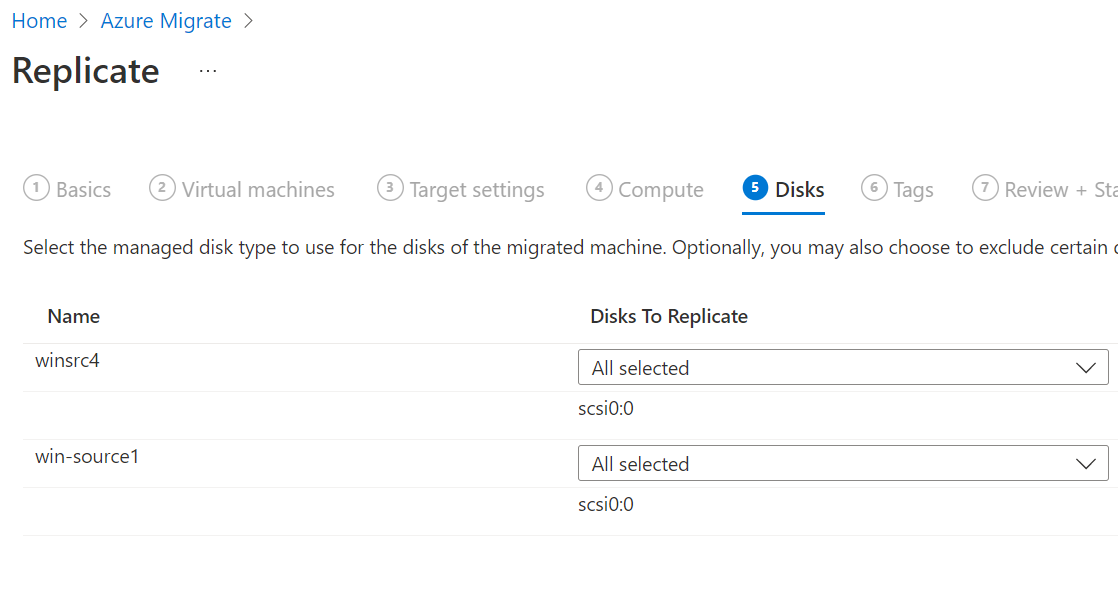 Home > Azure Migrate >
Replicate ...
1 Basics 2 Virtual machines 3 Target settings 4 Compute 5 Disks 6 Tags 7 Review + Sta
Select the managed disk type to use for the disks of the migrated machine. Optionally, you may also choose to exclude certain
Name Disks To Replicate
winsrc4 All selected
scsi0:0
win-source1 All selected
scsi0:0